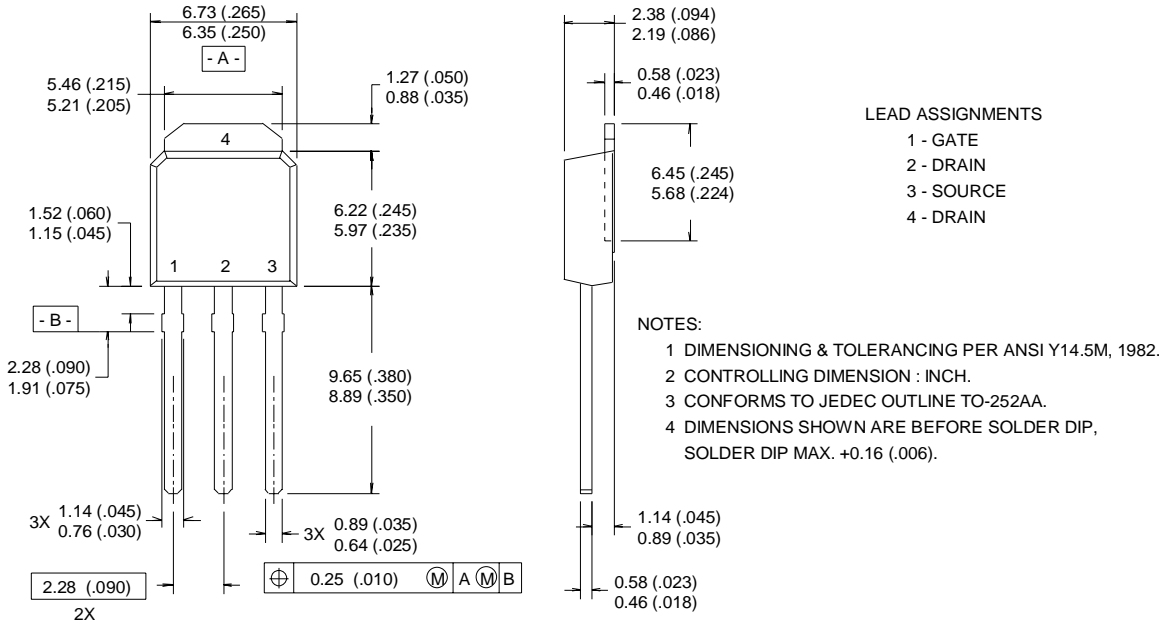 6.73 (.265)
6.35 (.250)
- A -
5.46 (.215)
5.21 (.205)
1.27 (.050)
0.88 (.035)
4
1.52 (.060)
1.15 (.045)
6.22 (.245)
5.97 (.235)
1 2 3
- B -
2.28 (.090)
1.91 (.075)
9.65 (.380)
8.89 (.350)
3X 1.14 (.045)
0.76 (.030)
3X 0.89 (.035)
0.64 (.025)
2.28 (.090)
2X
⌖ 0.25 (.010) Ⓜ A Ⓜ B
2.38 (.094)
2.19 (.086)
0.58 (.023)
0.46 (.018)
6.45 (.245)
5.68 (.224)
1.14 (.045)
0.89 (.035)
0.58 (.023)
0.46 (.018)
LEAD ASSIGNMENTS
1 - GATE
2 - DRAIN
3 - SOURCE
4 - DRAIN
NOTES:
1 DIMENSIONING & TOLERANCING PER ANSI Y14.5M, 1982.
2 CONTROLLING DIMENSION : INCH.
3 CONFORMS TO JEDEC OUTLINE TO-252AA.
4 DIMENSIONS SHOWN ARE BEFORE SOLDER DIP,
SOLDER DIP MAX. +0.16 (.006).